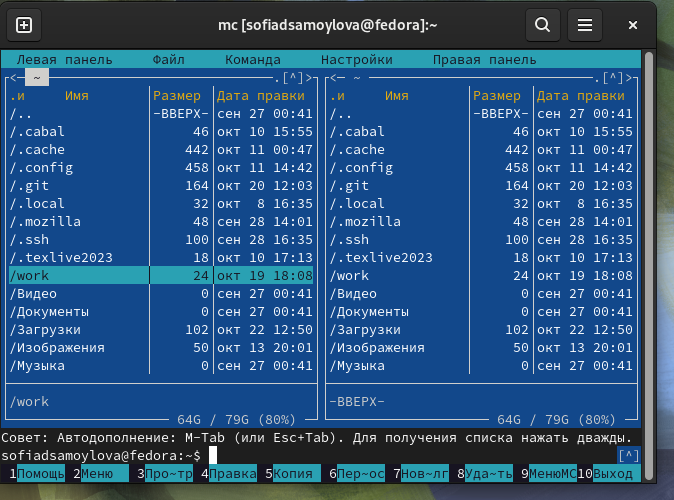 mc [sofiadsamoylova@fedora]:~
Левая панель Файл Команда Настройки Правая панель
<─ ~ .[^]> <─ ~ .[^]>
.и Имя Размер Дата правки .и Имя Размер Дата правки
/.. -ВВЕРХ- сен 27 00:41 /.. -ВВЕРХ- сен 27 00:41
/.cabal 46 окт 10 15:55 /.cabal 46 окт 10 15:55
/.cache 442 окт 11 00:47 /.cache 442 окт 11 00:47
/.config 458 окт 11 14:42 /.config 458 окт 11 14:42
/.git 164 окт 20 12:03 /.git 164 окт 20 12:03
/.local 32 окт 8 16:35 /.local 32 окт 8 16:35
/.mozilla 48 сен 28 14:01 /.mozilla 48 сен 28 14:01
/.ssh 100 сен 28 16:35 /.ssh 100 сен 28 16:35
/.texlive2023 18 окт 10 17:13 /.texlive2023 18 окт 10 17:13
/work 24 окт 19 18:08 /work 24 окт 19 18:08
/Видео 0 сен 27 00:41 /Видео 0 сен 27 00:41
/Документы 0 сен 27 00:41 /Документы 0 сен 27 00:41
/Загрузки 102 окт 22 12:50 /Загрузки 102 окт 22 12:50
/Изображения 50 окт 13 20:01 /Изображения 50 окт 13 20:01
/Музыка 0 сен 27 00:41 /Музыка 0 сен 27 00:41
/work -ВВЕРХ-
64G / 79G (80%) 64G / 79G (80%)
Совет: Автодополнение: M-Tab (или Esc+Tab). Для получения списка нажать дважды.
sofiadsamoylova@fedora:~$ [^]
1Помощь 2Меню 3Про~тр 4Правка 5Копия 6Пер~ос 7Нов~лг 8Уда~ть 9МенюMC 10Выход